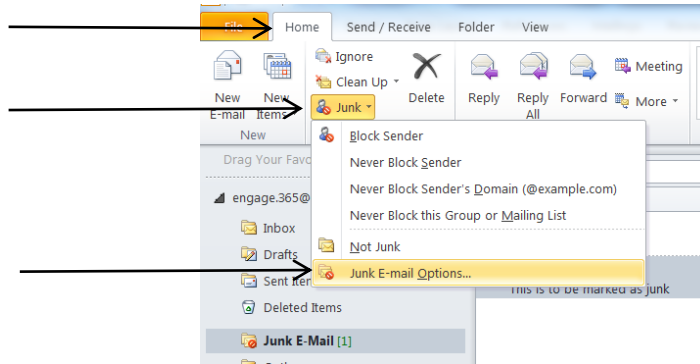 File Home Send / Receive Folder View
Ignore
Clean Up
Junk
New E-mail
New Items
Delete
Reply
Reply All
Forward
Meeting
More
New
Block Sender
Never Block Sender
Never Block Sender's Domain (@example.com)
Never Block this Group or Mailing List
Not Junk
Junk E-mail Options...
Drag Your Favo
engage.365@
Inbox
Drafts
Sent Item
Deleted Items
Junk E-Mail [1]
This is to be marked as junk